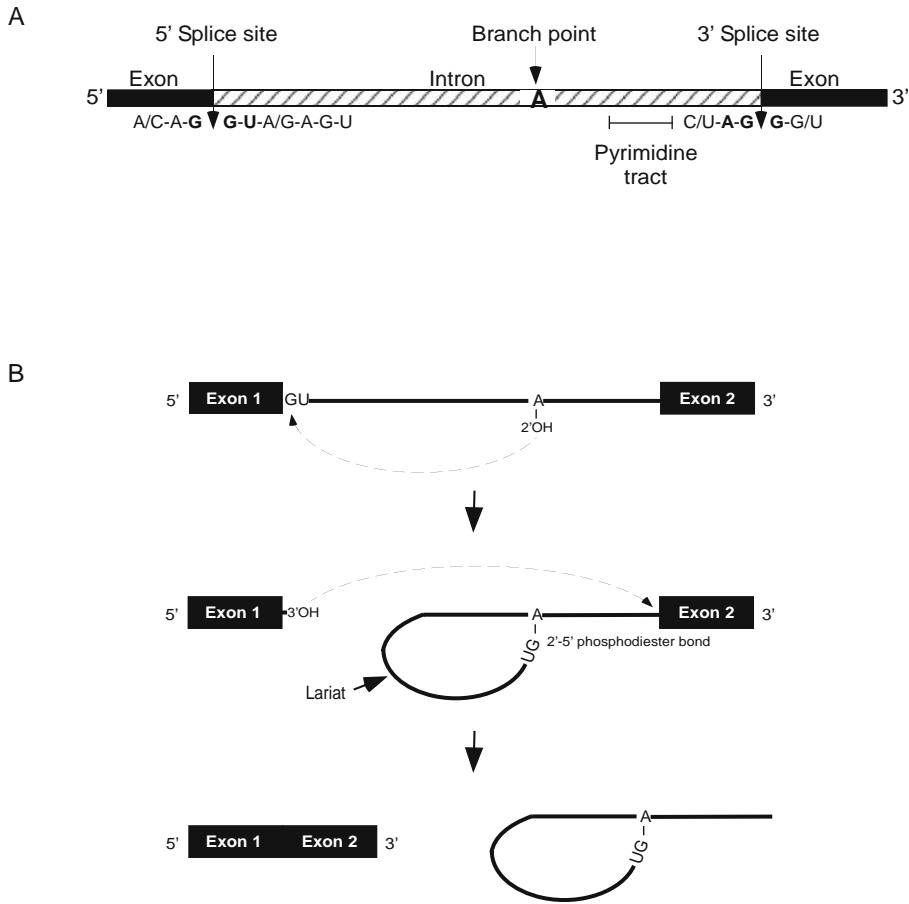 A
5' Splice site Branch point 3' Splice site
Exon Intron Exon
5' A 3'
A/C-A-G G-U-A/G-A-G-U C/U-A-G G-G/U
Pyrimidine
tract
B
5' Exon 1 GU A Exon 2 3'
2'OH
5' Exon 1 3'OH A Exon 2 3'
2'-5' phosphodiester bond
UG
Lariat
A
5' Exon 1 Exon 2 3'
UG